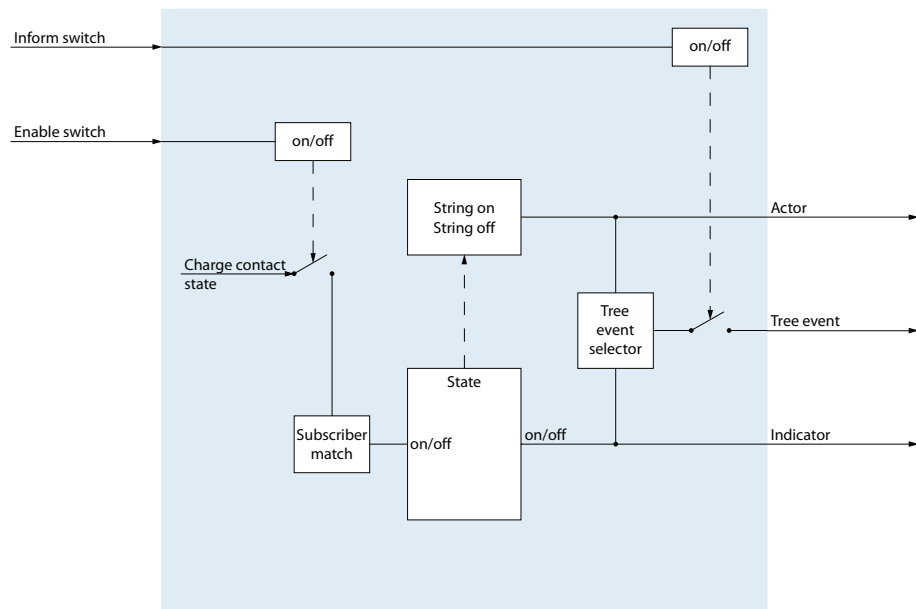 Inform switch
on/off
Enable switch
on/off
String on
String off
Actor
Charge contact
state
Tree
event
selector
Tree event
State
Subscriber
match
on/off
on/off
Indicator